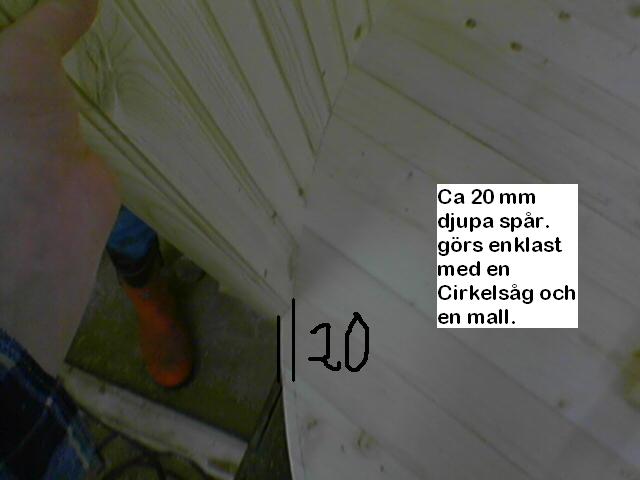 Ca 20 mm
djupa spår.
görs enklast
med en
Cirkelsåg och
en mall.
20